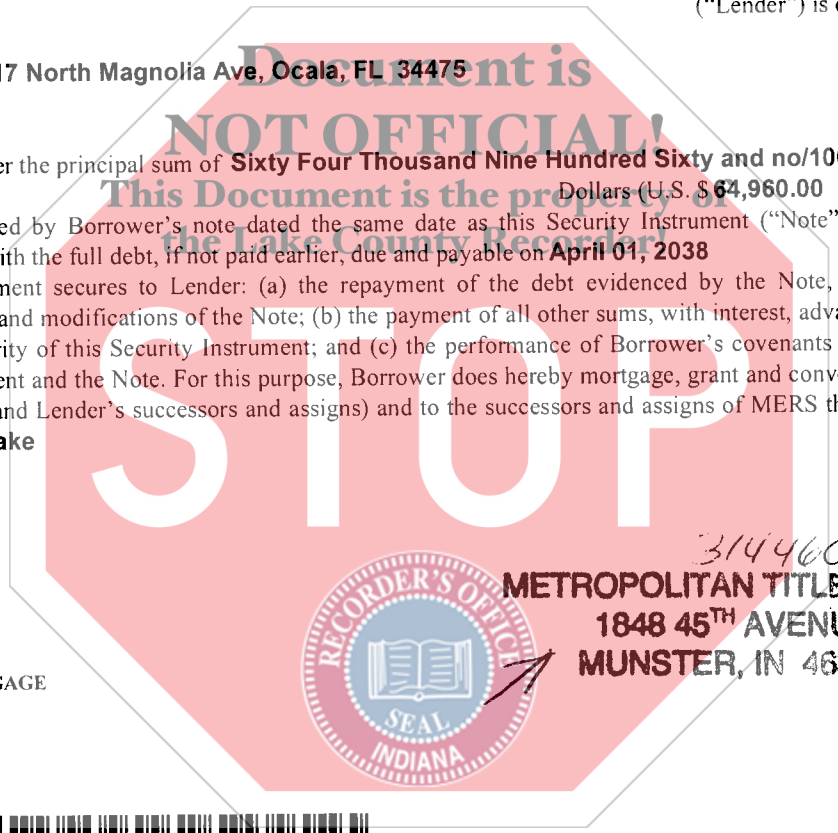 ("Lender") is
17 North Magnolia Ave, Ocala, FL 34475
Document is
NOT OFFICIAL!
er the principal sum of Sixty Four Thousand Nine Hundred Sixty and no/10
This Document is the property of
Dollars (U.S. $ 64,960.00
ed by Borrower's note dated the same date as this Security Instrument ("Note"
the Lake County Recorder!
ith the full debt, if not paid earlier, due and payable on April 01, 2038
ment secures to Lender: (a) the repayment of the debt evidenced by the Note,
and modifications of the Note; (b) the payment of all other sums, with interest, adva
rity of this Security Instrument; and (c) the performance of Borrower's covenants
ent and the Note. For this purpose, Borrower does hereby mortgage, grant and conv
and Lender's successors and assigns) and to the successors and assigns of MERS th
ake
STOP
314460
METROPOLITAN TITLE
1848 45TH AVENU
MUNSTER, IN 46
RECORDER'S OFFICE
SEAL
INDIANA
GAGE